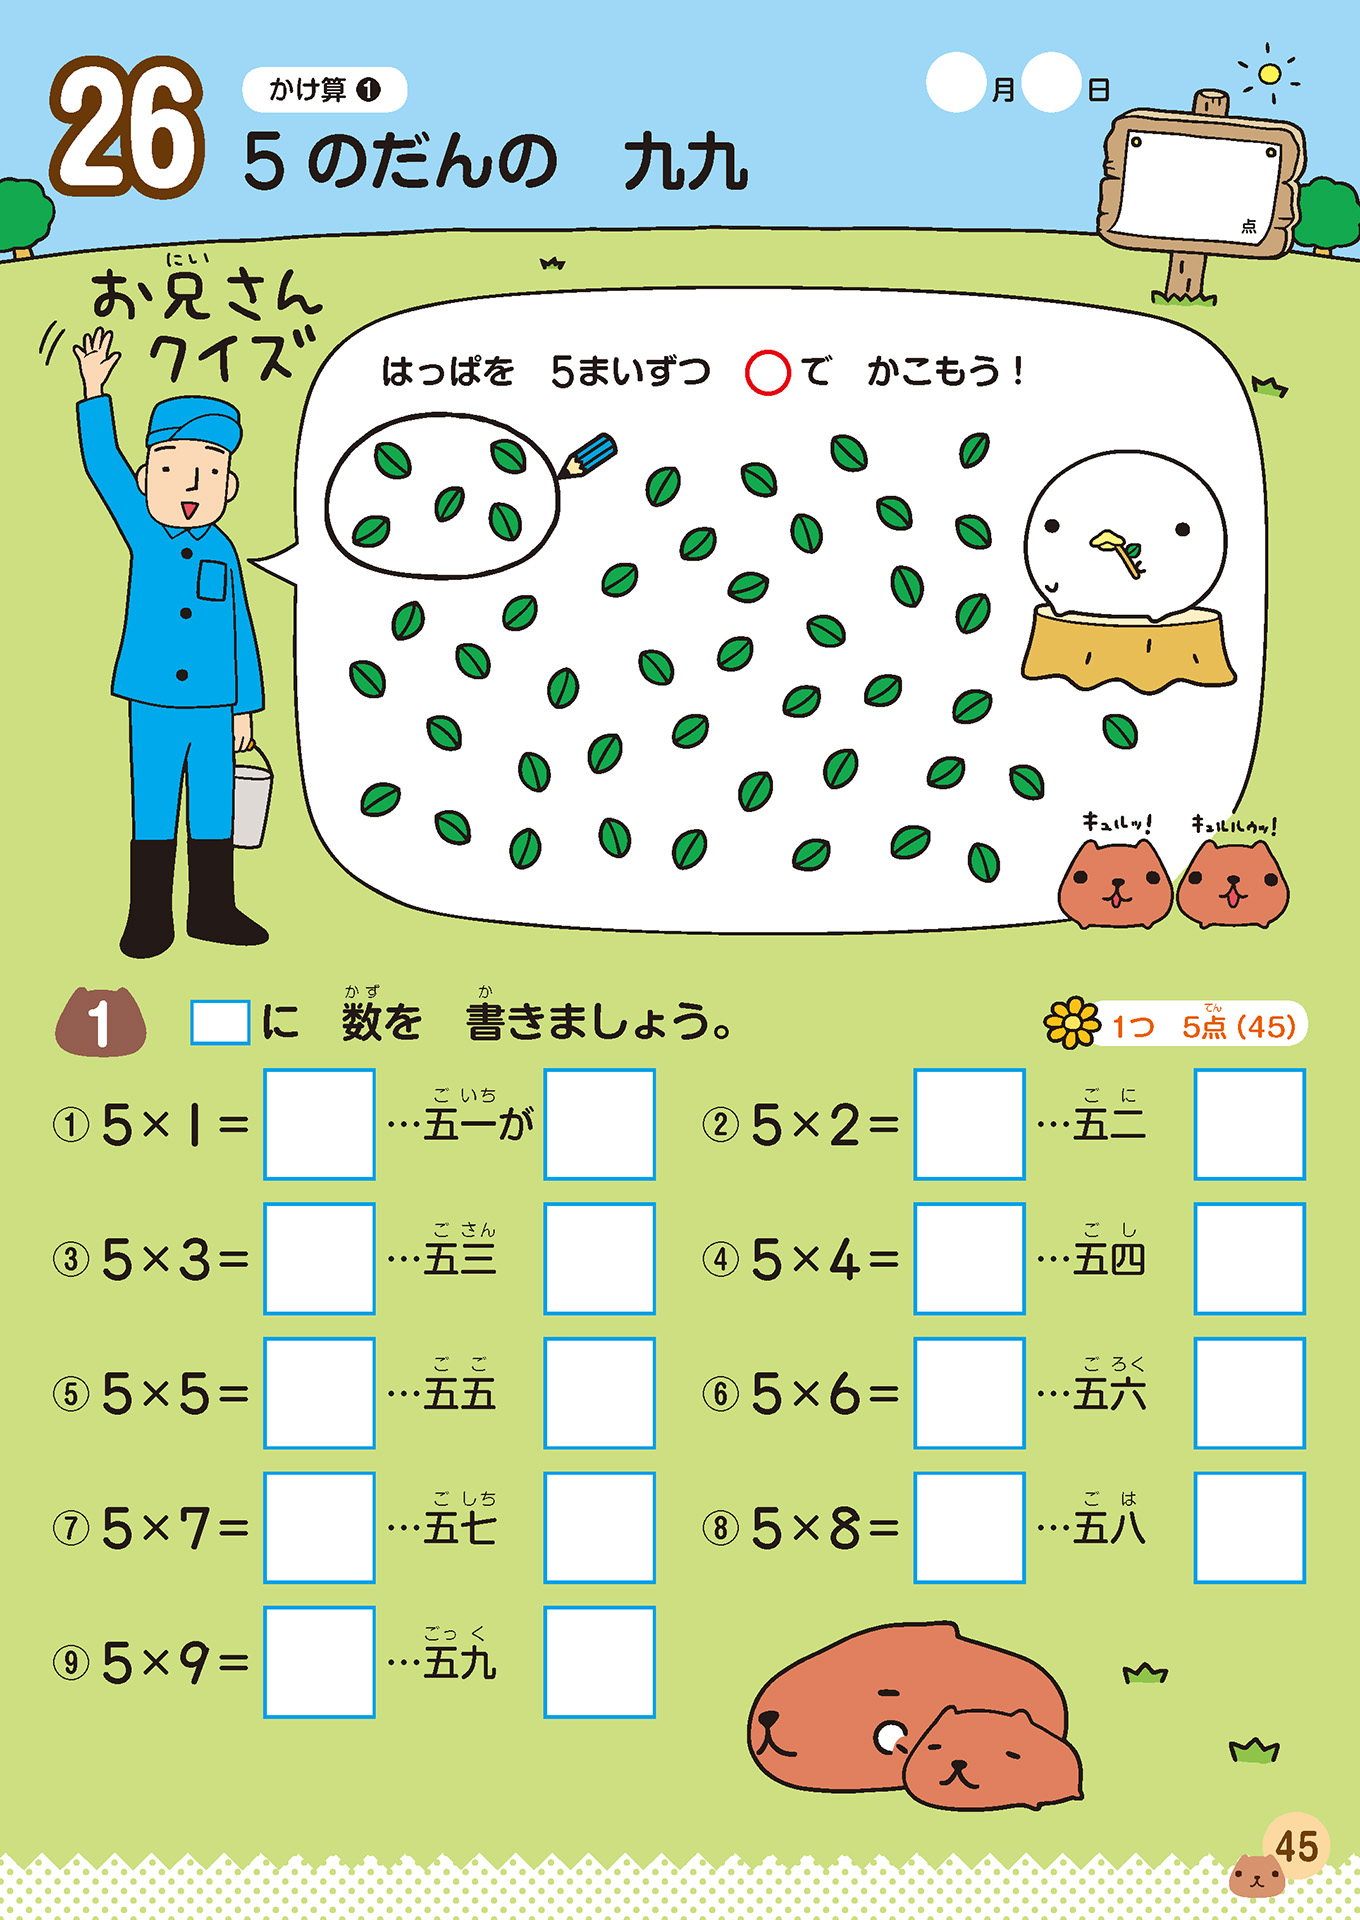 26
かけ算 ❶
月 日
5 のだんの 九九
点
にい
お兄さん
クイズ
はっぱを 5まいずつ ○で かこもう！
キュルッ！ キュルルゥッ！
かず か
1 □に 数を 書きましょう。
てん
1つ 5点（45）
ご いち
① 5×1= …五一が
ご に
② 5×2= …五二
ご さん
③ 5×3= …五三
ご し
④ 5×4= …五四
ご ご
⑤ 5×5= …五五
ご ろく
⑥ 5×6= …五六
ご しち
⑦ 5×7= …五七
ご は
⑧ 5×8= …五八
ごっ く
⑨ 5×9= …五九
45